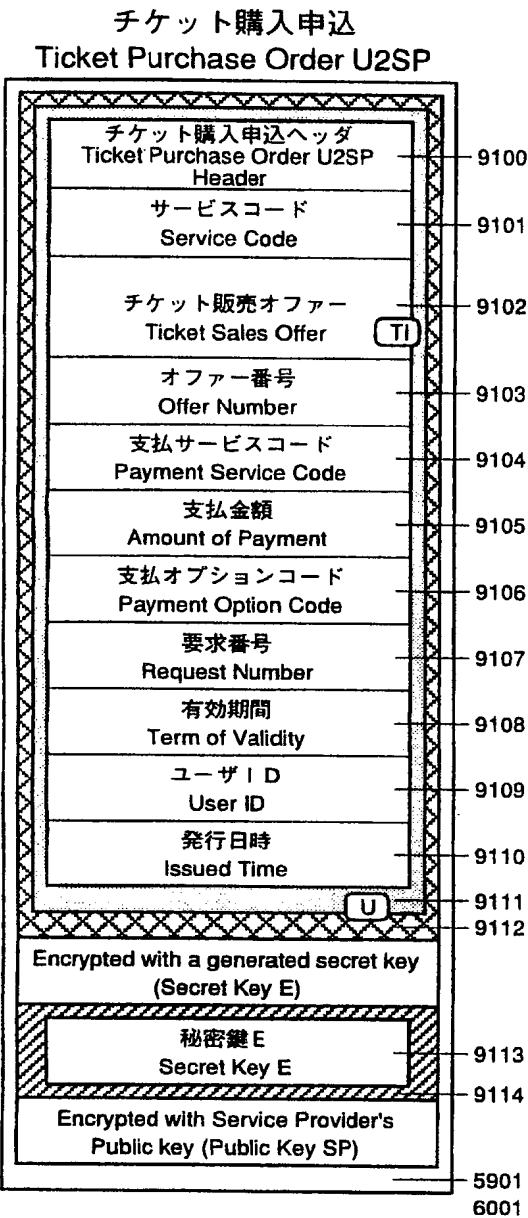 チケット購入申込
Ticket Purchase Order U2SP
チケット購入申込ヘッダ
Ticket Purchase Order U2SP
Header
9100
サービスコード
Service Code
9101
チケット販売オファー
Ticket Sales Offer
TI
9102
オファー番号
Offer Number
9103
支払サービスコード
Payment Service Code
9104
支払金額
Amount of Payment
9105
支払オプションコード
Payment Option Code
9106
要求番号
Request Number
9107
有効期間
Term of Validity
9108
ユーザID
User ID
9109
発行日時
Issued Time
9110
U
9111
9112
Encrypted with a generated secret key
(Secret Key E)
秘密鍵E
Secret Key E
9113
9114
Encrypted with Service Provider's
Public key (Public Key SP)
5901
6001